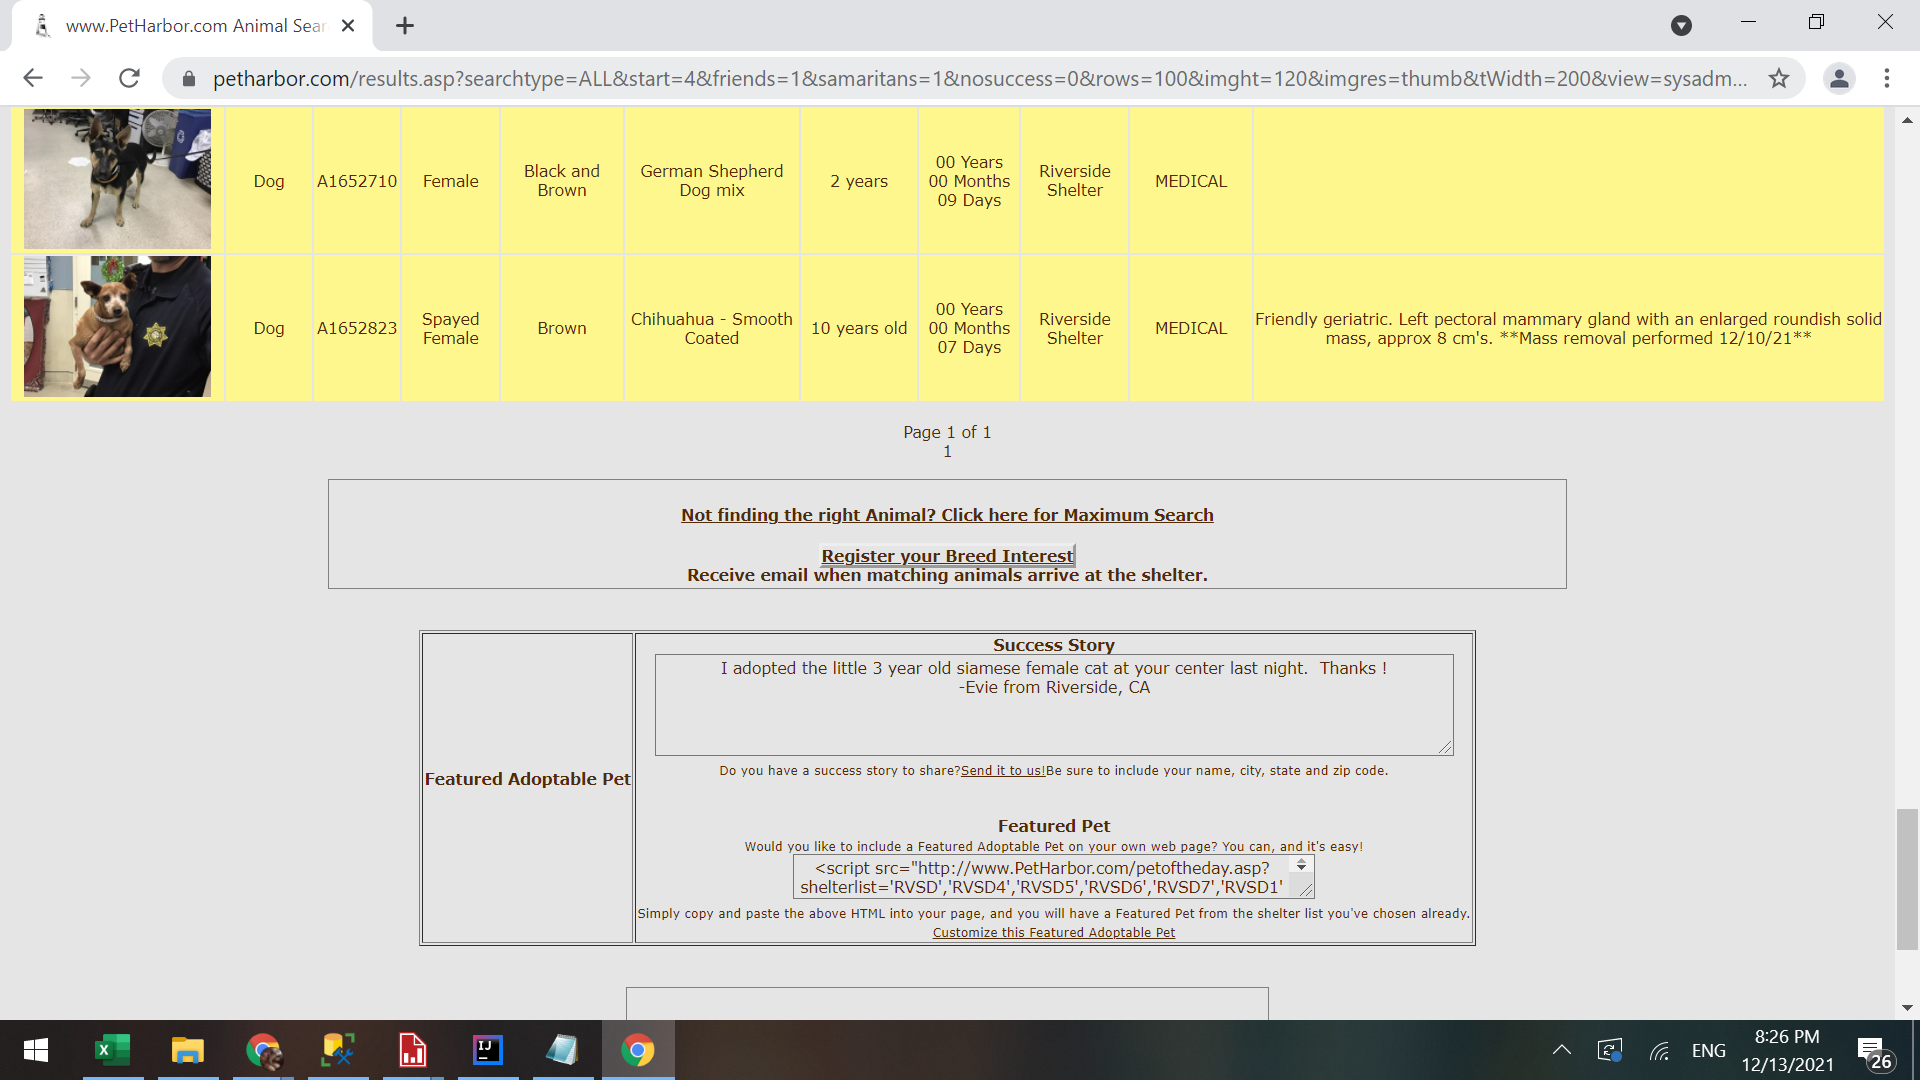 www.PetHarbor.com Animal Sear
petharbor.com/results.asp?searchtype=ALL&start=4&friends=1&samaritans=1&nosuccess=0&rows=100&imght=120&imgres=thumb&tWidth=200&view=sysadm...
Dog
A1652710
Female
Black and
Brown
German Shepherd
Dog mix
2 years
00 Years
00 Months
09 Days
Riverside
Shelter
MEDICAL
Dog
A1652823
Spayed
Female
Brown
Chihuahua - Smooth
Coated
10 years old
00 Years
00 Months
07 Days
Riverside
Shelter
MEDICAL
Friendly geriatric. Left pectoral mammary gland with an enlarged roundish solid
mass, approx 8 cm's. **Mass removal performed 12/10/21**
Page 1 of 1
1
Not finding the right Animal? Click here for Maximum Search
Register your Breed Interest
Receive email when matching animals arrive at the shelter.
Featured Adoptable Pet
Success Story
I adopted the little 3 year old siamese female cat at your center last night.  Thanks !
-Evie from Riverside, CA
Do you have a success story to share?Send it to us!Be sure to include your name, city, state and zip code.
Featured Pet
Would you like to include a Featured Adoptable Pet on your own web page? You can, and it's easy!
<script src="http://www.PetHarbor.com/petoftheday.asp?
shelterlist='RVSD','RVSD4','RVSD5','RVSD6','RVSD7','RVSD1'
Simply copy and paste the above HTML into your page, and you will have a Featured Pet from the shelter list you've chosen already.
Customize this Featured Adoptable Pet
X
IJ
ENG
8:26 PM
12/13/2021
26